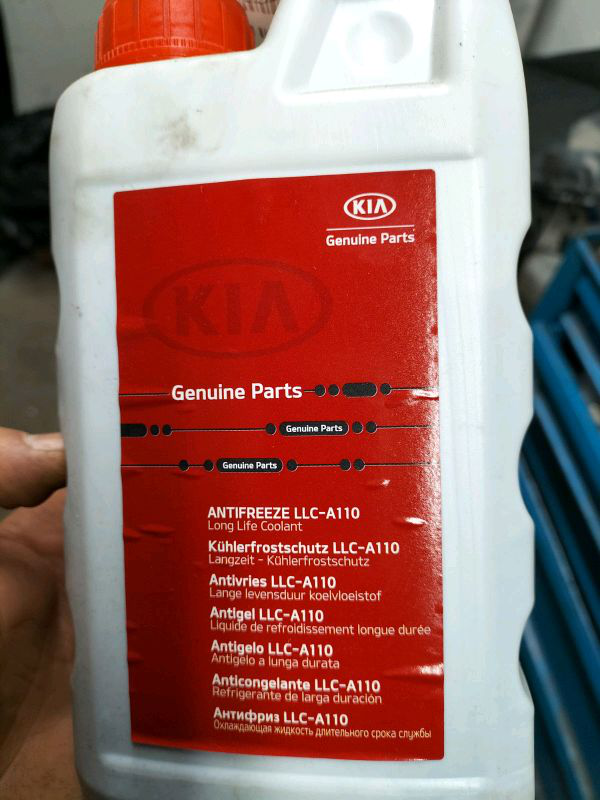 KIA
Genuine Parts
KIA
Genuine Parts
Genuine Parts
Genuine Parts
ANTIFREEZE LLC-A110
Long Life Coolant
Kühlerfrostschutz LLC-A110
Langzeit - Kühlerfrostschutz
Antivries LLC-A110
Lange levensduur koelvloeistof
Antigel LLC-A110
Liquide de refroidissement longue durée
Antigelo LLC-A110
Antigelo a lunga durata
Anticongelante LLC-A110
Refrigerante de larga duración
Антифриз LLC-A110
Охлаждающая жидкость длительного срока службы